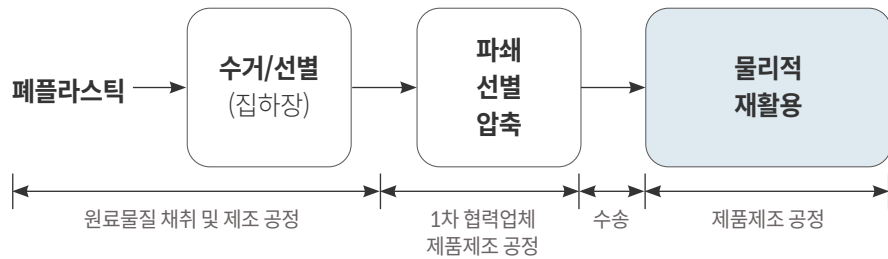 폐플라스틱
수거/선별
(집하장)
파쇄
선별
압축
물리적
재활용
원료물질 채취 및 제조 공정
1차 협력업체
제품제조 공정
수송
제품제조 공정